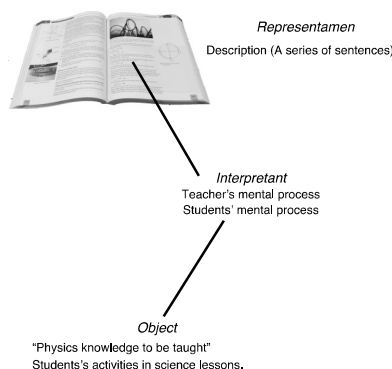 Representamen
Description (A series of sentences)
Interpretant
Teacher's mental process
Students' mental process
Object
“Physics knowledge to be taught”
Students's activities in science lessons.